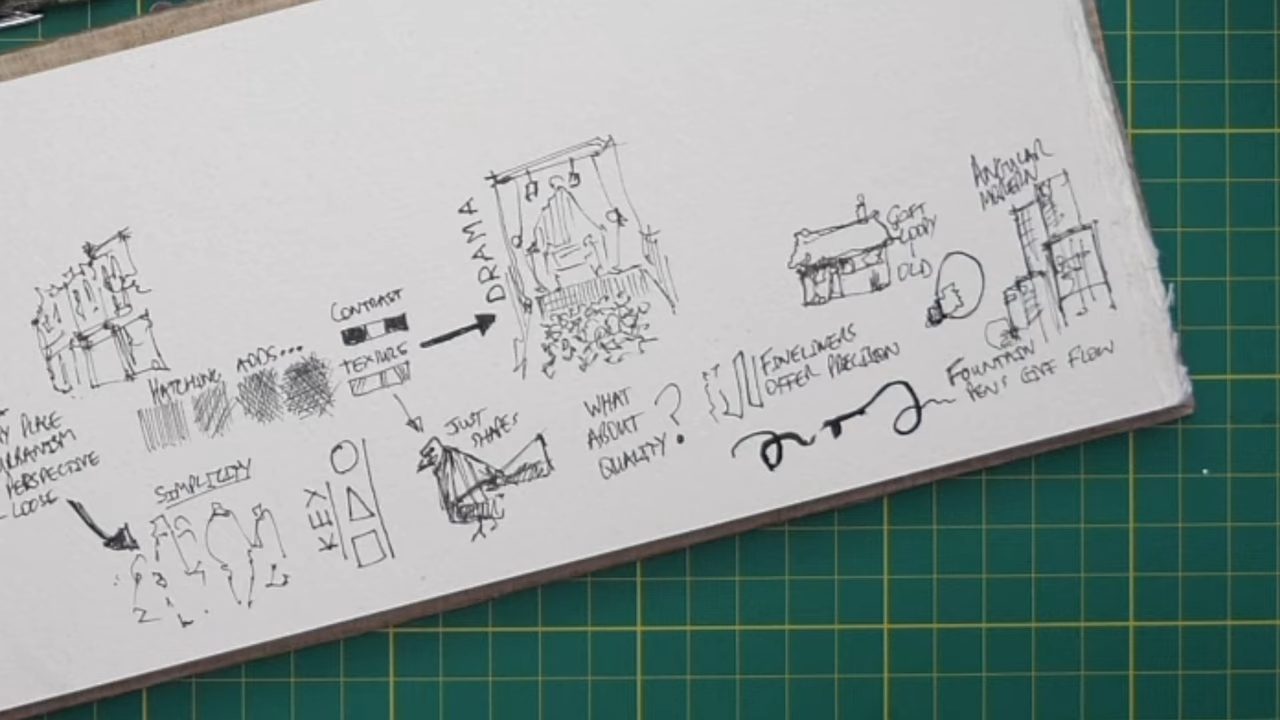 Y PLACE
URBANISM
PERSPECTIVE
- LOOSE
HATCHING ADDS...
SIMPLICITY
KEY
CONTRAST
TEXTURE
JUST
SHAPES
DRAMA
WHAT
ABOUT
QUALITY?
SOFT
OLD
FINELINERS
OFFER PRECISION
ANGULAR
MODERN
FOUNTAIN
PENS GIVE FLOW